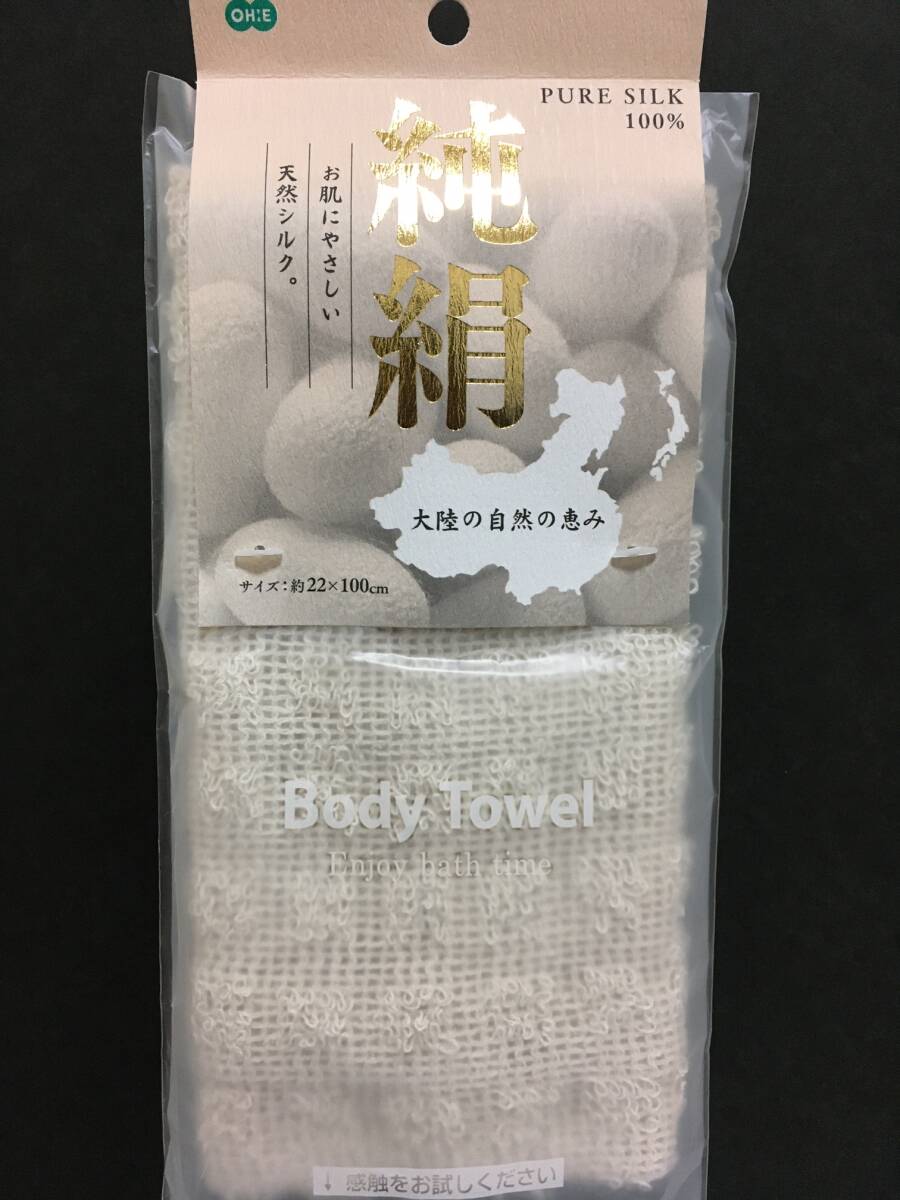 OHE
PURE SILK
100%
純絹
お肌にやさしい
天然シルク。
大陸の自然の恵み
サイズ：約22×100cm
Body Towel
Enjoy bath time
↓ 感触をお試しください